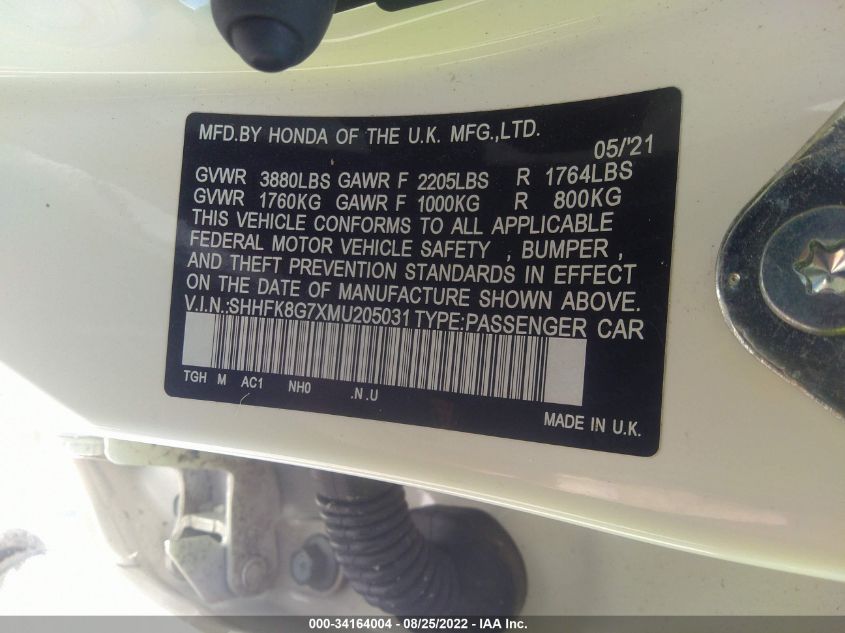 MFD.BY HONDA OF THE U.K. MFG.,LTD.
05/'21
GVWR 3880LBS GAWR F 2205LBS R 1764LBS
GVWR 1760KG GAWR F 1000KG R 800KG
THIS VEHICLE CONFORMS TO ALL APPLICABLE
FEDERAL MOTOR VEHICLE SAFETY , BUMPER ,
AND THEFT PREVENTION STANDARDS IN EFFECT
ON THE DATE OF MANUFACTURE SHOWN ABOVE.
V.I.N.:SHHFK8G7XMU205031 TYPE:PASSENGER CAR
TGH M AC1 NH0 .N .U
MADE IN U.K.
000-34164004 - 08/25/2022 - IAA Inc.